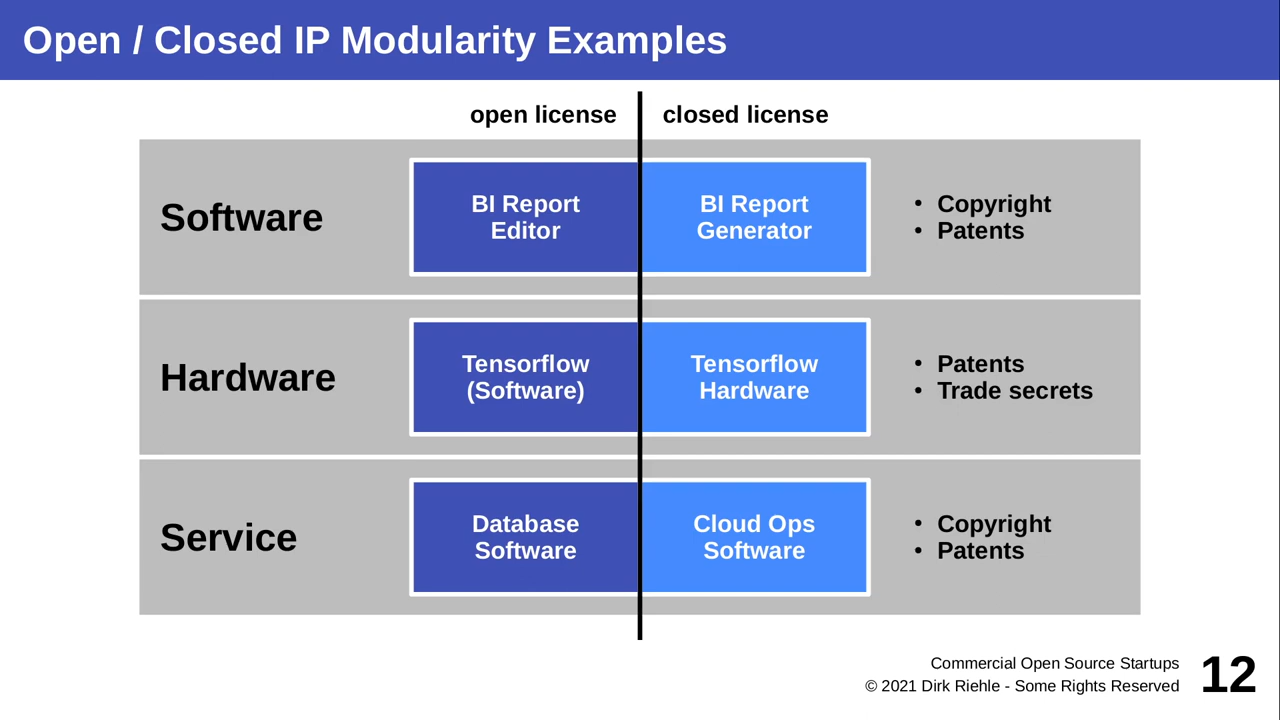 Open / Closed IP Modularity Examples
open license
closed license
Software
BI Report
Editor
BI Report
Generator
• Copyright
• Patents
Hardware
Tensorflow
(Software)
Tensorflow
Hardware
• Patents
• Trade secrets
Service
Database
Software
Cloud Ops
Software
• Copyright
• Patents
Commercial Open Source Startups
© 2021 Dirk Riehle - Some Rights Reserved
12